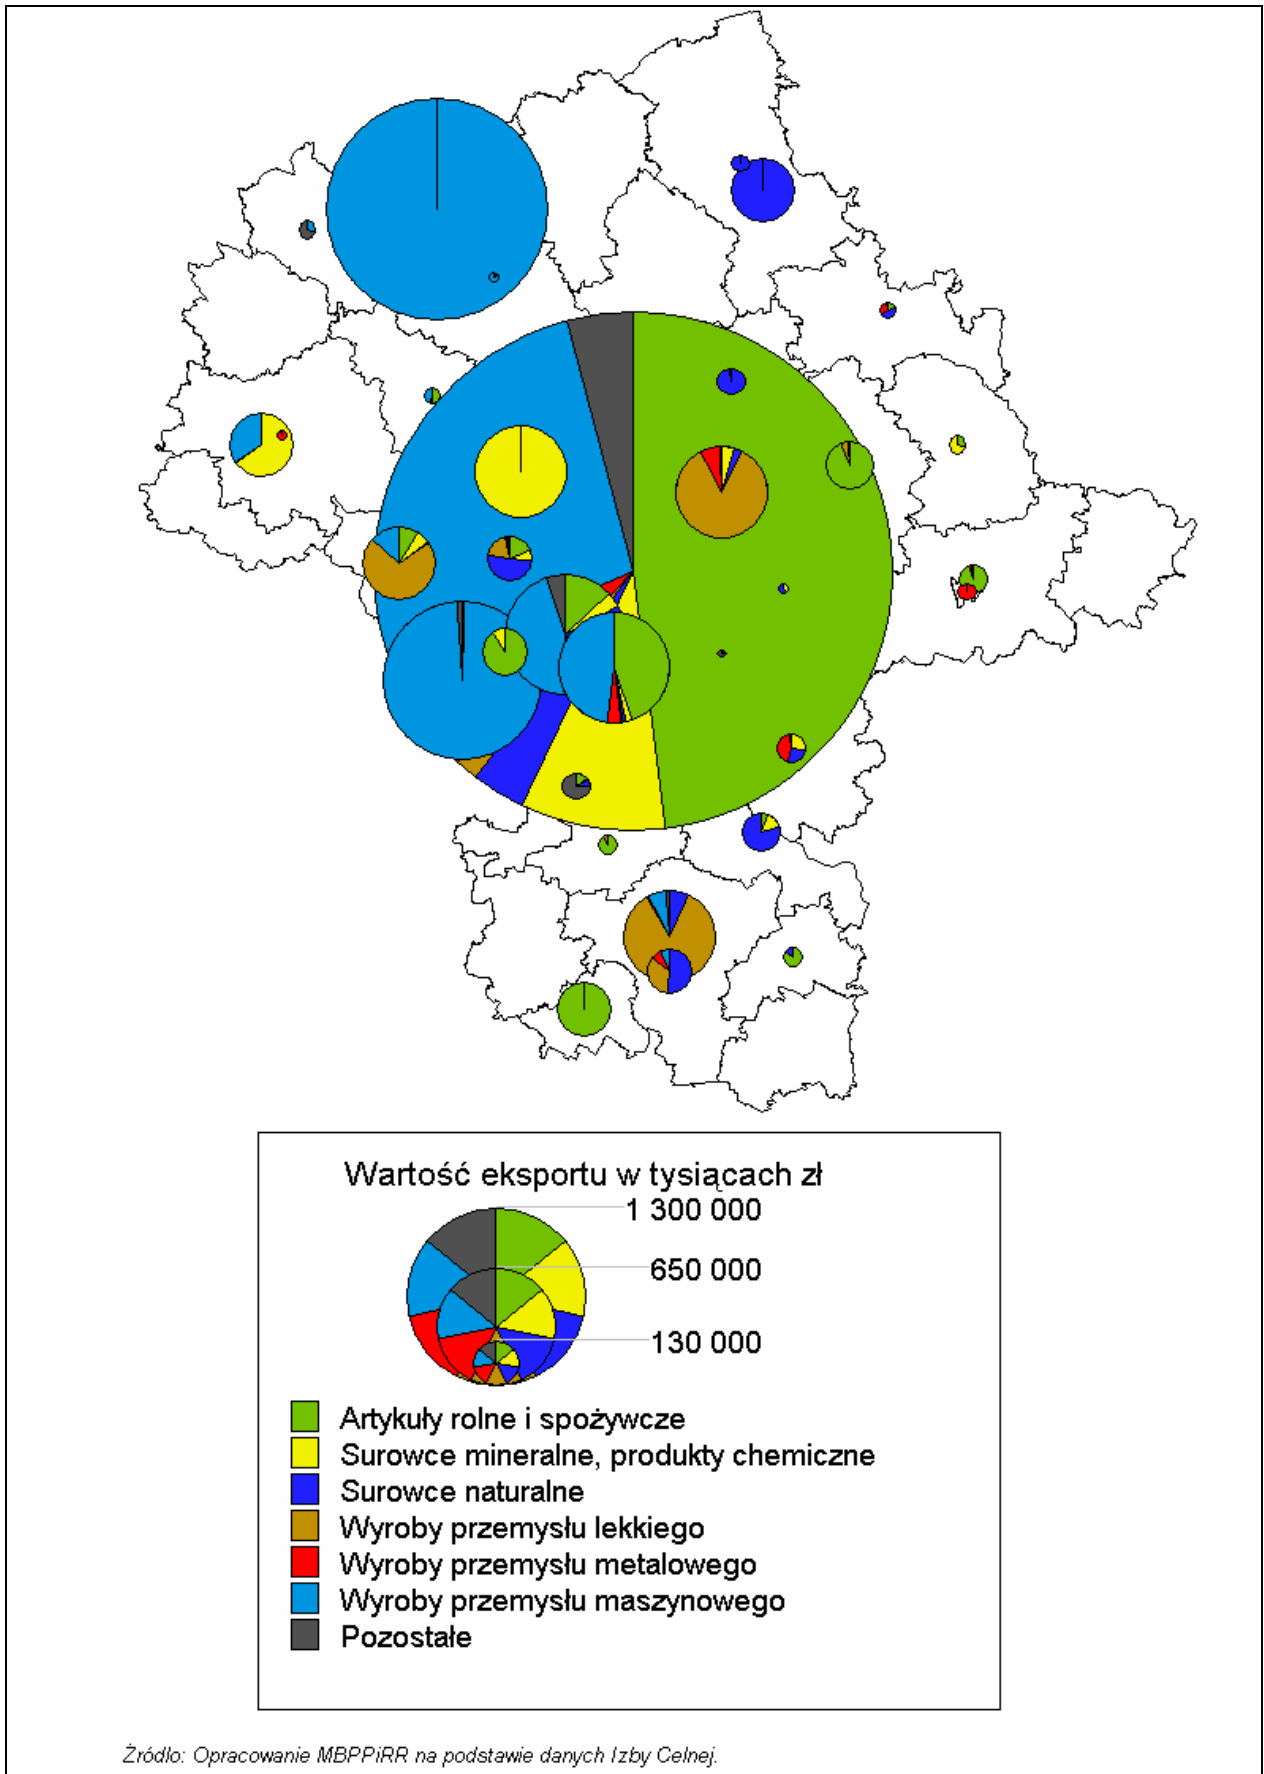 Wartość eksportu w tysiącach zł
1 300 000
650 000
130 000
Artykuły rolne i spożywcze
Surowce mineralne, produkty chemiczne
Surowce naturalne
Wyroby przemysłu lekkiego
Wyroby przemysłu metalowego
Wyroby przemysłu maszynowego
Pozostałe
Źródło: Opracowanie MBPPiRR na podstawie danych Izby Celnej.